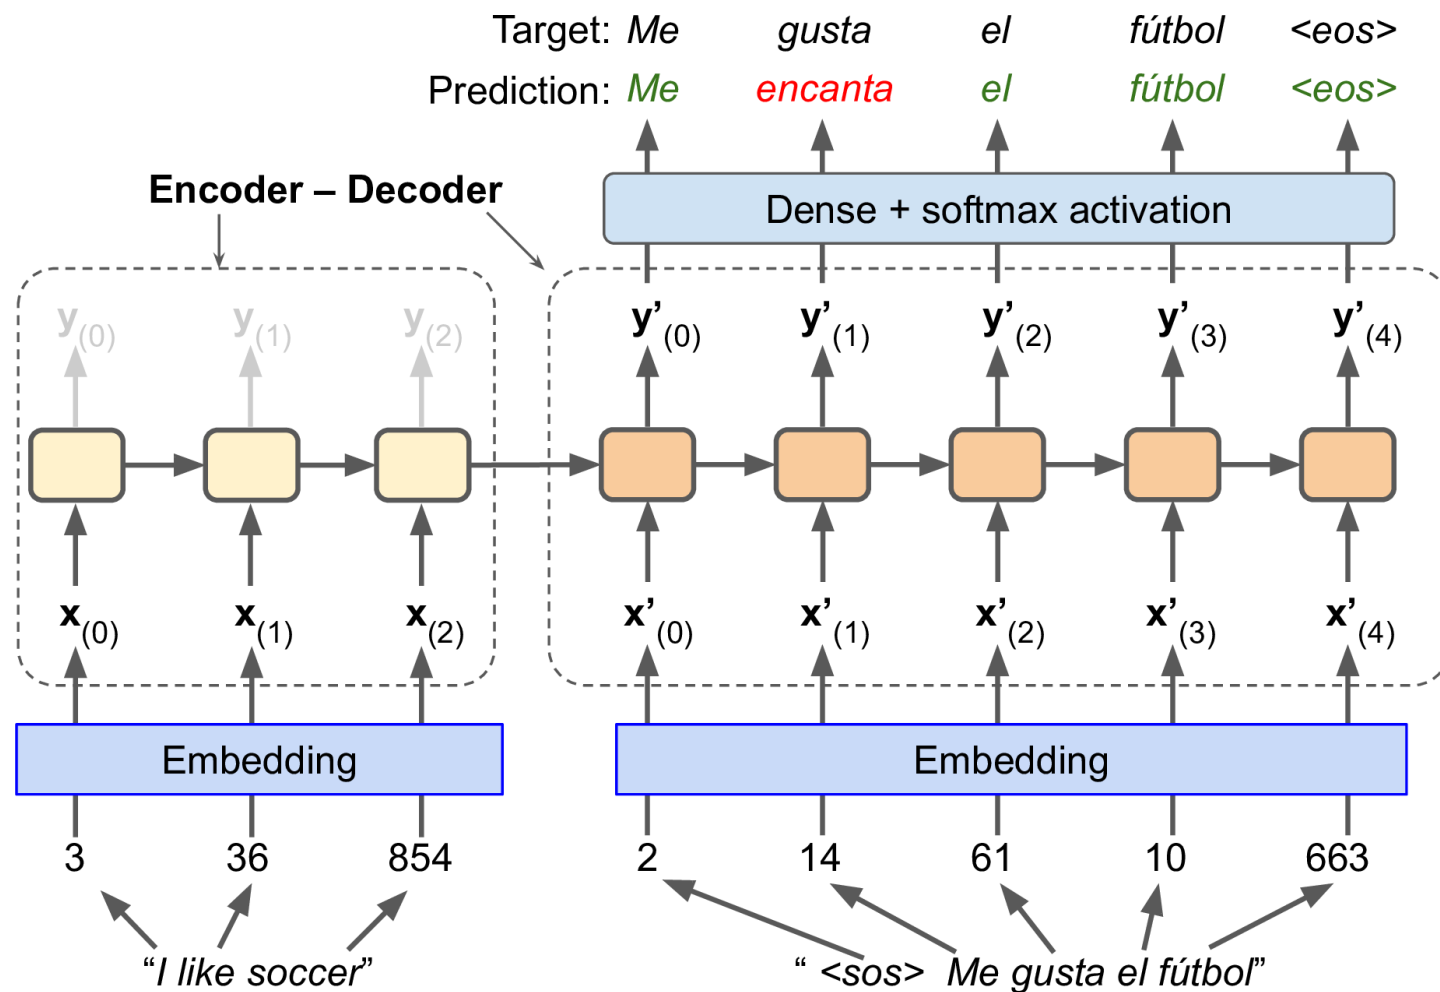 Target: Me gusta el fútbol <eos>
Prediction: Me encanta el fútbol <eos>
Encoder – Decoder
Dense + softmax activation
y(0) y(1) y(2) y’(0) y’(1) y’(2) y’(3) y’(4)
x(0) x(1) x(2) x’(0) x’(1) x’(2) x’(3) x’(4)
Embedding Embedding
3 36 854 2 14 61 10 663
“I like soccer” “ <sos> Me gusta el fútbol”